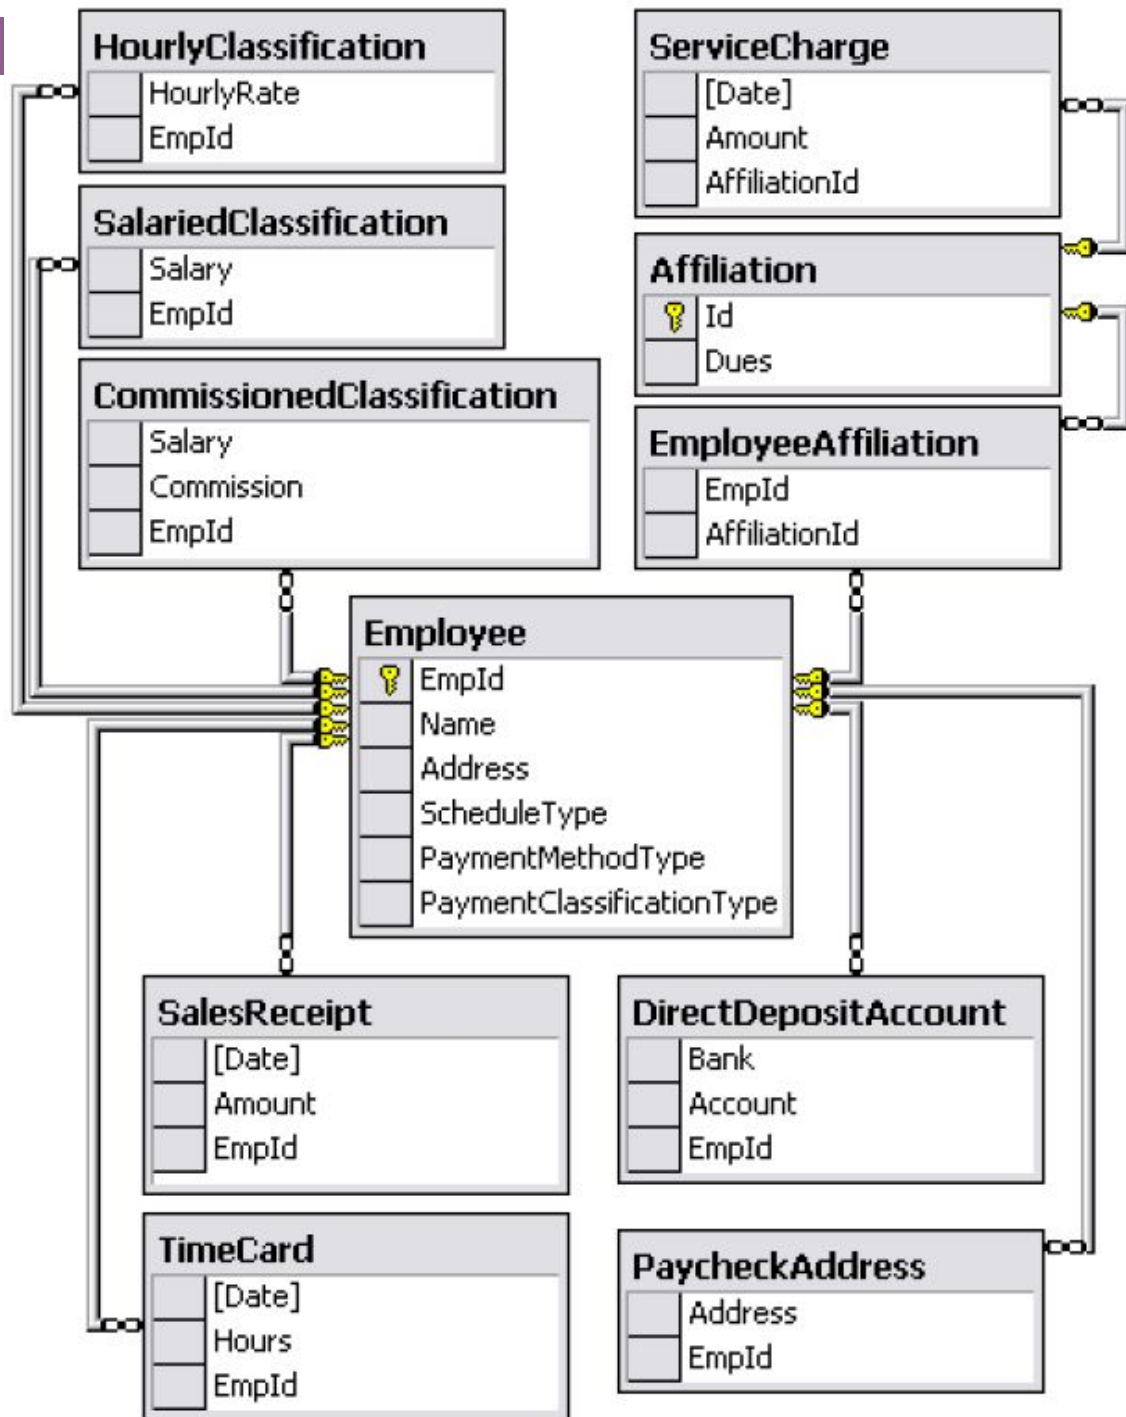 HourlyClassification
HourlyRate
EmpId
SalariedClassification
Salary
EmpId
CommissionedClassification
Salary
Commission
EmpId
ServiceCharge
[Date]
Amount
AffiliationId
Affiliation
Id
Dues
EmployeeAffiliation
EmpId
AffiliationId
Employee
EmpId
Name
Address
ScheduleType
PaymentMethodType
PaymentClassificationType
SalesReceipt
[Date]
Amount
EmpId
TimeCard
[Date]
Hours
EmpId
DirectDepositAccount
Bank
Account
EmpId
PaycheckAddress
Address
EmpId